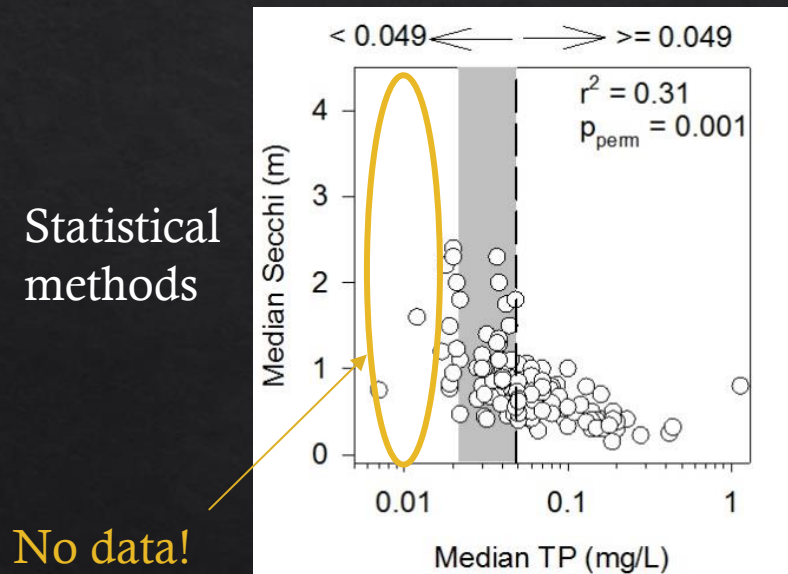 < 0.049 >= 0.049
r² = 0.31
p_perm = 0.001
4
3
2
1
0
Median Secchi (m)
0.01 0.1 1
Median TP (mg/L)
Statistical
methods
No data!